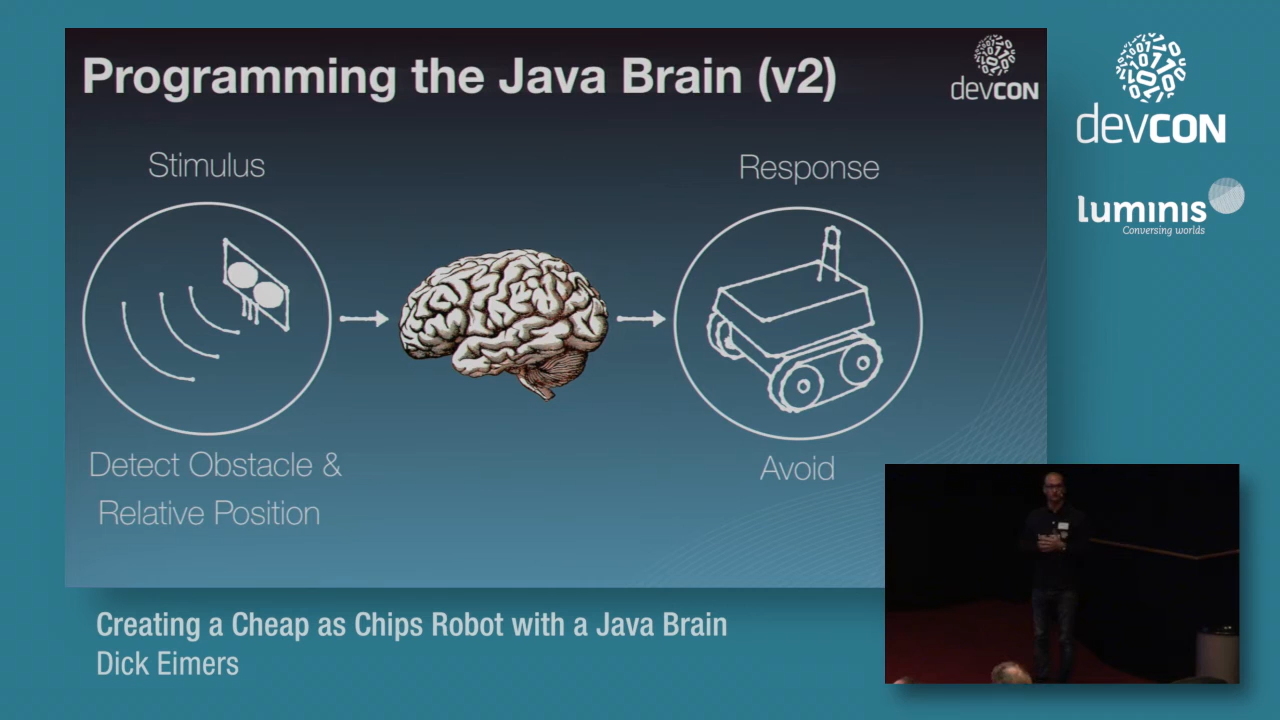 Programming the Java Brain (v2)
devcon
Stimulus
Response
Detect Obstacle &
Relative Position
Avoid
devcon
luminis
Conversing worlds
Creating a Cheap as Chips Robot with a Java Brain
Dick Eimers